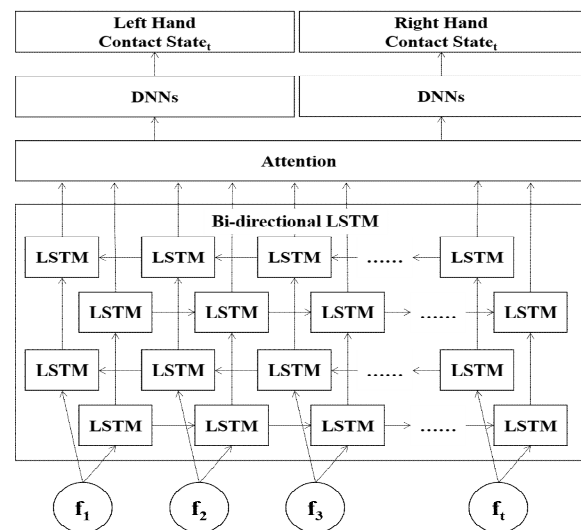 Left Hand
Contact State_t
Right Hand
Contact State_t
DNNs
DNNs
Attention
Bi-directional LSTM
LSTM LSTM LSTM ...... LSTM
LSTM LSTM LSTM ...... LSTM
LSTM LSTM LSTM ...... LSTM
LSTM LSTM LSTM ...... LSTM
f_1 f_2 f_3 f_t